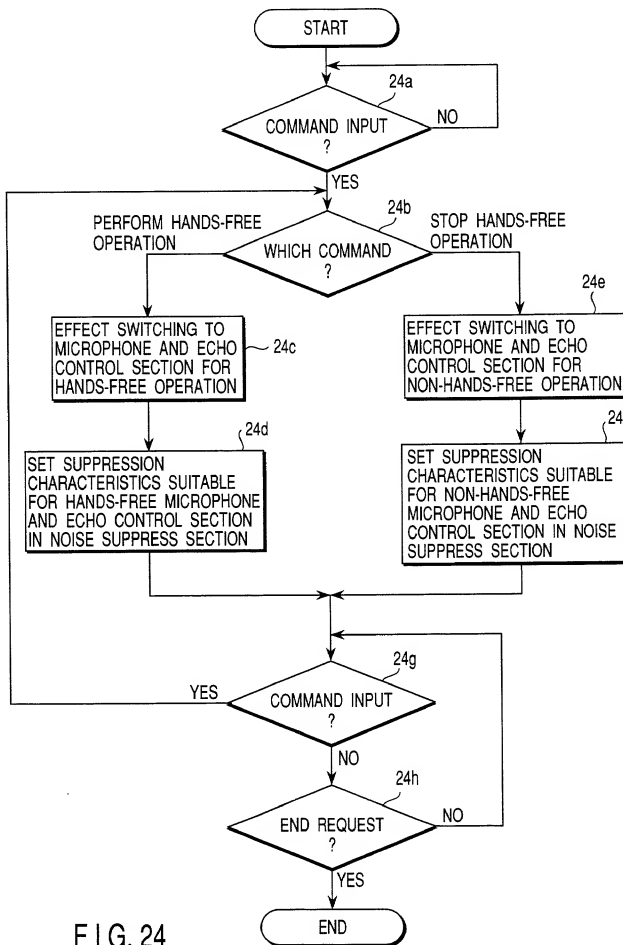 START
24a
COMMAND INPUT
?
NO
YES
24b
PERFORM HANDS-FREE
OPERATION
STOP HANDS-FREE
OPERATION
WHICH COMMAND
?
24e
EFFECT SWITCHING TO
MICROPHONE AND ECHO
CONTROL SECTION FOR
HANDS-FREE OPERATION
24c
EFFECT SWITCHING TO
MICROPHONE AND ECHO
CONTROL SECTION FOR
NON-HANDS-FREE OPERATION
24d
SET SUPPRESSION
CHARACTERISTICS SUITABLE
FOR HANDS-FREE MICROPHONE
AND ECHO CONTROL SECTION
IN NOISE SUPPRESS SECTION
24
SET SUPPRESSION
CHARACTERISTICS SUITABLE
FOR NON-HANDS-FREE
MICROPHONE AND ECHO
CONTROL SECTION IN NOISE
SUPPRESS SECTION
24g
YES
COMMAND INPUT
?
NO
24h
END REQUEST
?
NO
YES
END
FIG. 24